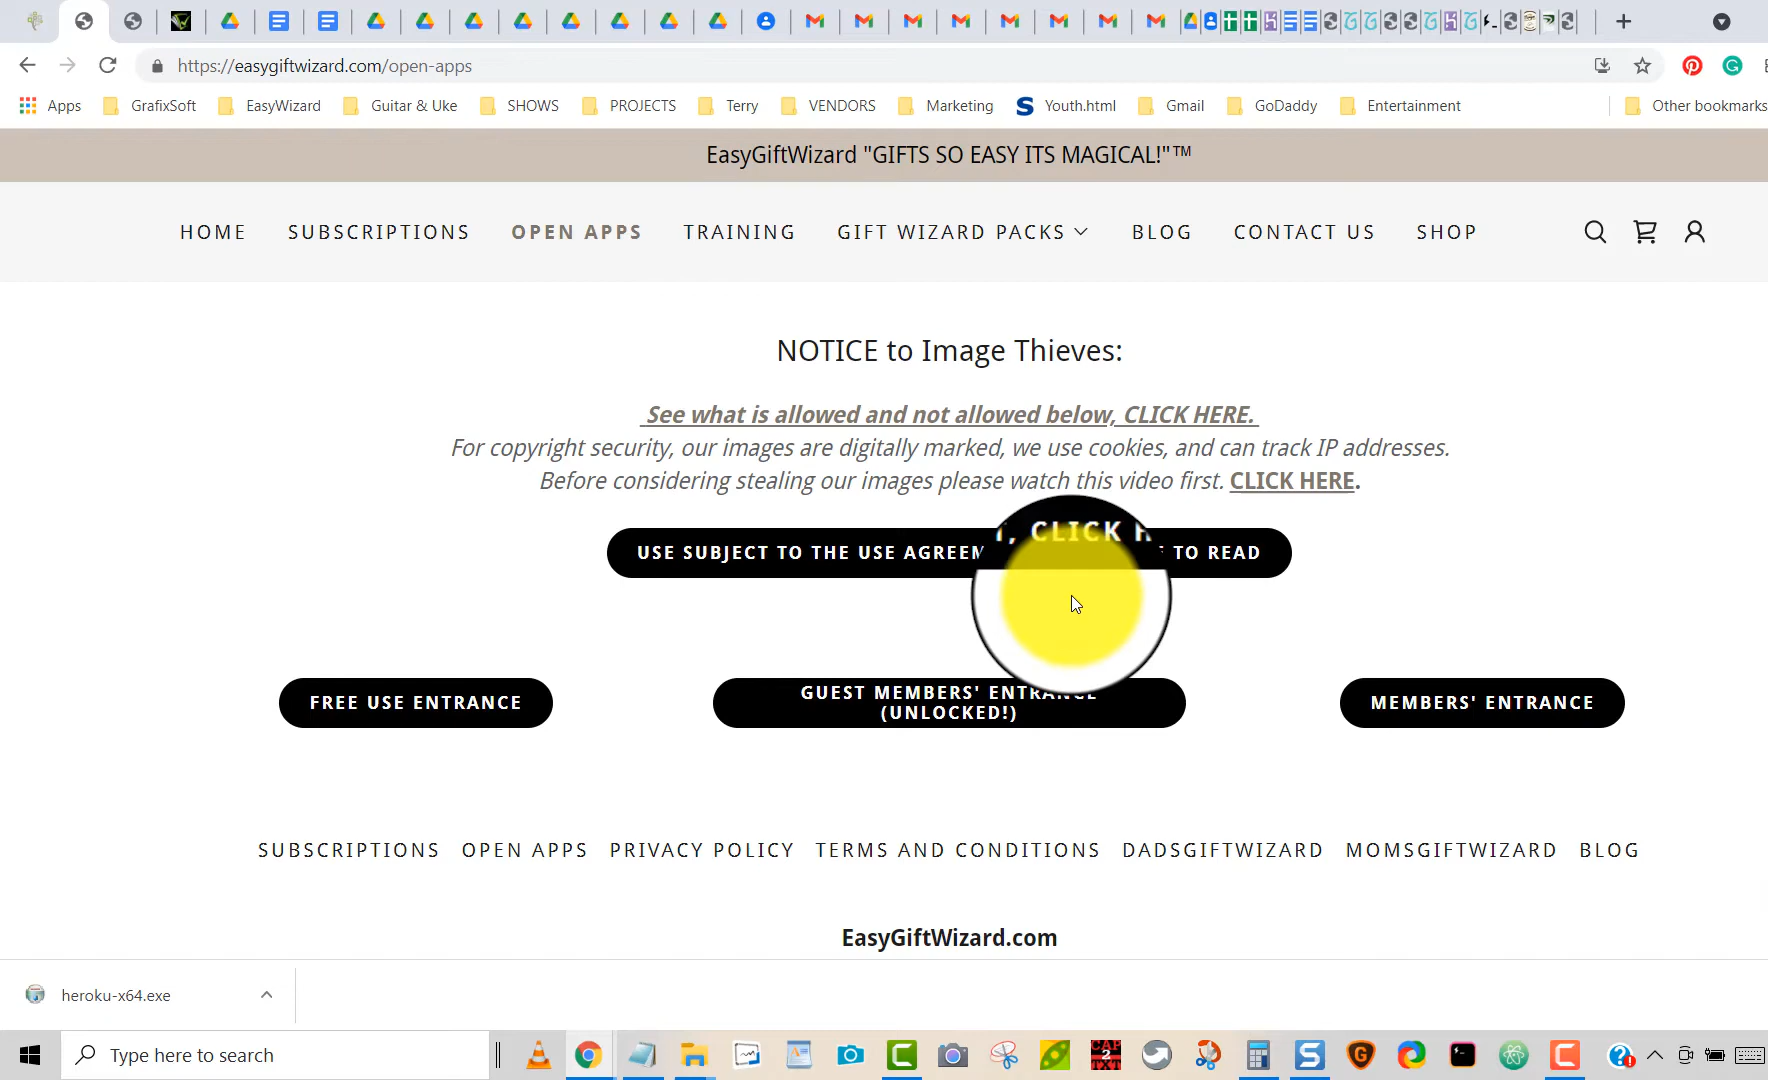 https://easygiftwizard.com/open-apps
Apps GrafixSoft EasyWizard Guitar & Uke SHOWS PROJECTS Terry VENDORS Marketing Youth.html Gmail GoDaddy Entertainment Other bookmarks
EasyGiftWizard "GIFTS SO EASY ITS MAGICAL!"™
HOME SUBSCRIPTIONS OPEN APPS TRAINING GIFT WIZARD PACKS BLOG CONTACT US SHOP
NOTICE to Image Thieves:
See what is allowed and not allowed below, CLICK HERE.
For copyright security, our images are digitally marked, we use cookies, and can track IP addresses.
Before considering stealing our images please watch this video first. CLICK HERE.
USE SUBJECT TO THE USE AGREEM T, CLICK H E TO READ
FREE USE ENTRANCE
GUEST MEMBERS' ENTRANCE
(UNLOCKED!)
MEMBERS' ENTRANCE
SUBSCRIPTIONS OPEN APPS PRIVACY POLICY TERMS AND CONDITIONS DADSGIFTWIZARD MOMSGIFTWIZARD BLOG
EasyGiftWizard.com
heroku-x64.exe
Type here to search
CAP
2
TXT